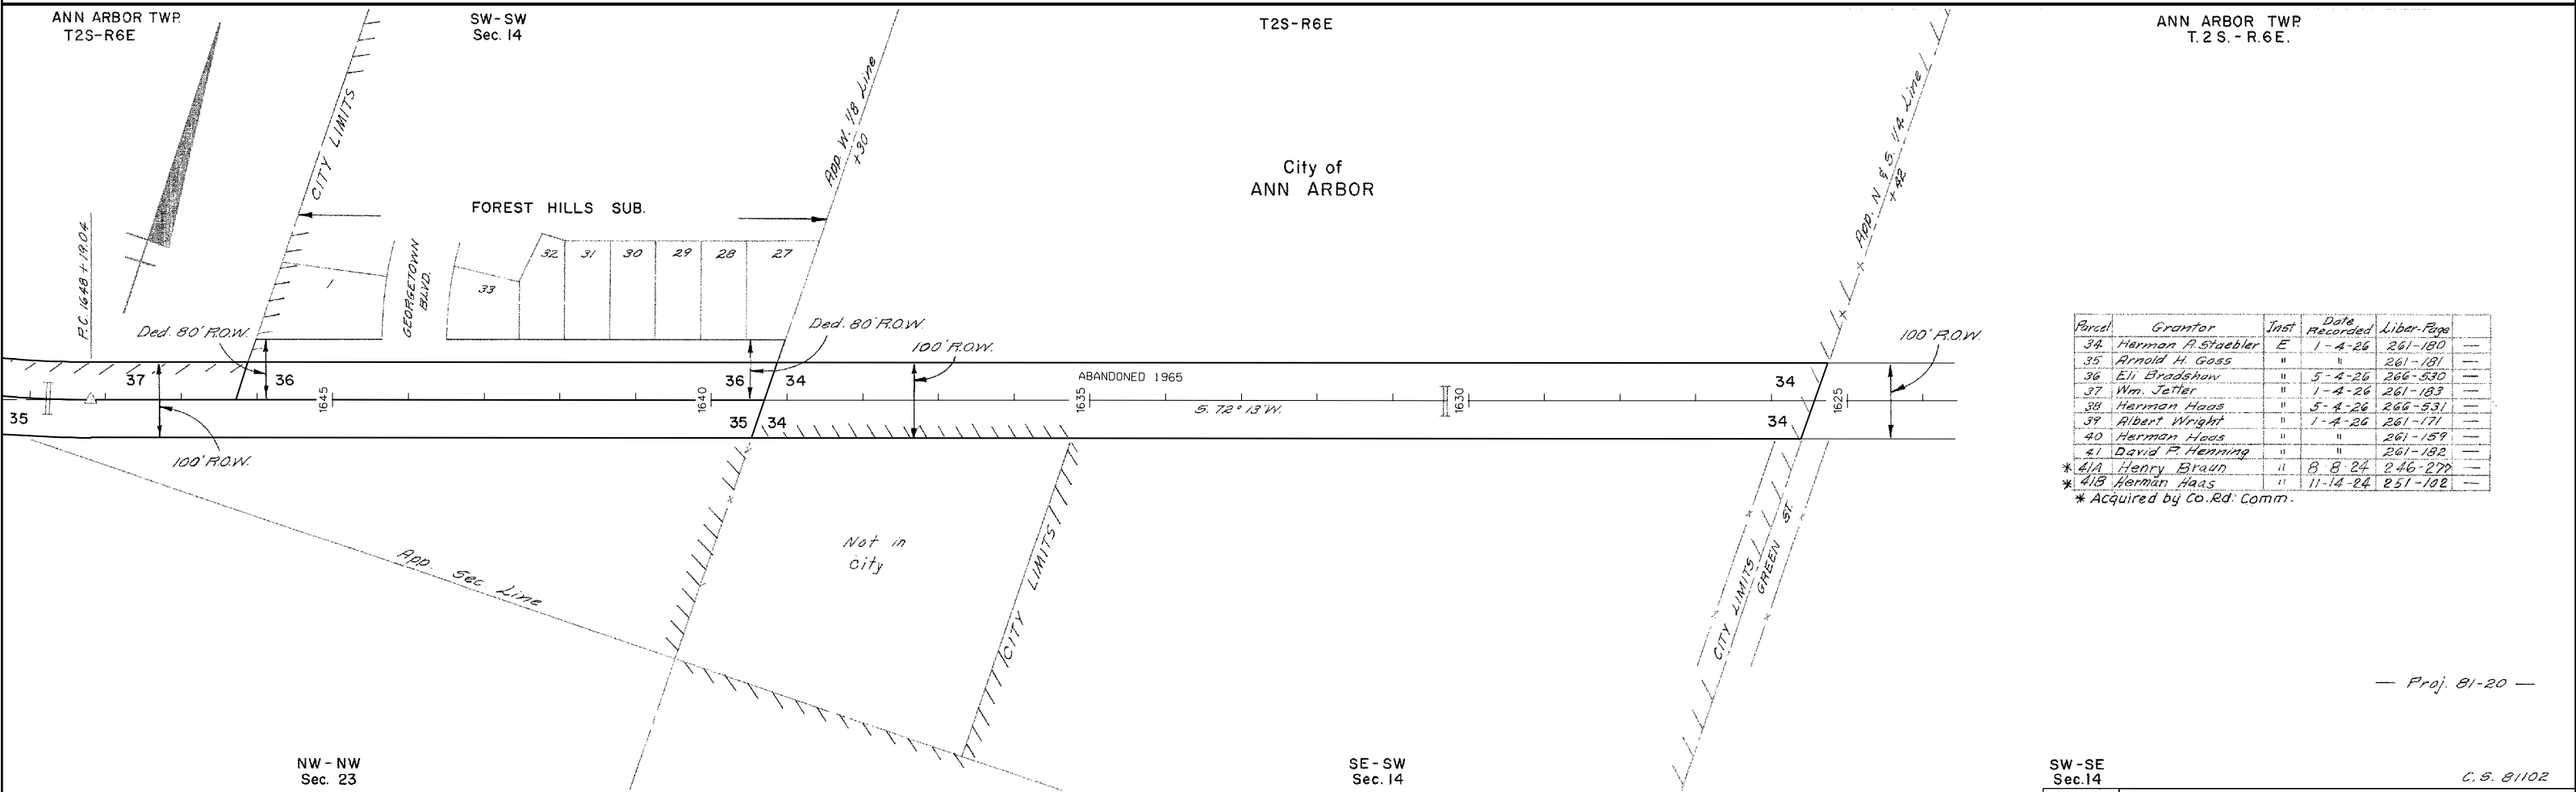 ANN ARBOR TWP.
T2S-R6E
SW-SW
Sec. 14
T2S-R6E
ANN ARBOR TWP.
T. 2 S. - R. 6 E.
CITY LIMITS
App. W. 1/8 Line
+30
App. N. & S. 1/4 Line
+42
City of
ANN ARBOR
FOREST HILLS SUB.
P.C. 1648+19.04
GEORGETOWN
BLVD.
1
33
32
31
30
29
28
27
Ded. 80' R.O.W.
Ded. 80' R.O.W.
100' R.O.W.
100' R.O.W.
37
36
36
34
ABANDONED 1965
34
35
1645
1640
1635
1630
1625
S. 72° 13' W.
35
34
34
100' R.O.W.
App. Sec. Line
Not in
City
CITY LIMITS
CITY LIMITS
GREEN ST.
Parcel Grantor Inst Date Recorded Liber-Page
34 Herman A. Staebler E 1-4-26 261-180 —
35 Arnold H. Goss " " 261-181 —
36 Eli Bradshaw " 5-4-26 266-530 —
37 Wm. Jetter " 1-4-26 261-183 —
38 Herman Haas " 5-4-26 266-531 —
39 Albert Wright " 1-4-26 261-171 —
40 Herman Haas " " 261-159 —
41 David P. Henning " " 261-182 —
* 41A Henry Braun " 8-8-24 246-277 —
* 41B Herman Haas " 11-14-24 251-102 —
* Acquired by Co. Rd. Comm.
— Proj. 81-20 —
NW-NW
Sec. 23
SE-SW
Sec. 14
SW-SE
Sec. 14
C.S. 81102